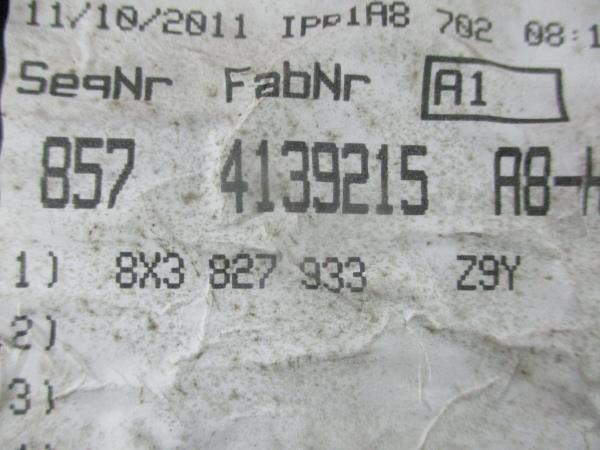 11/10/2011 IPP1A8 702 08:1
SeqNr FabNr A1
857 4139215 A8-H
1) 8X3 827 933 Z9Y
2)
3)